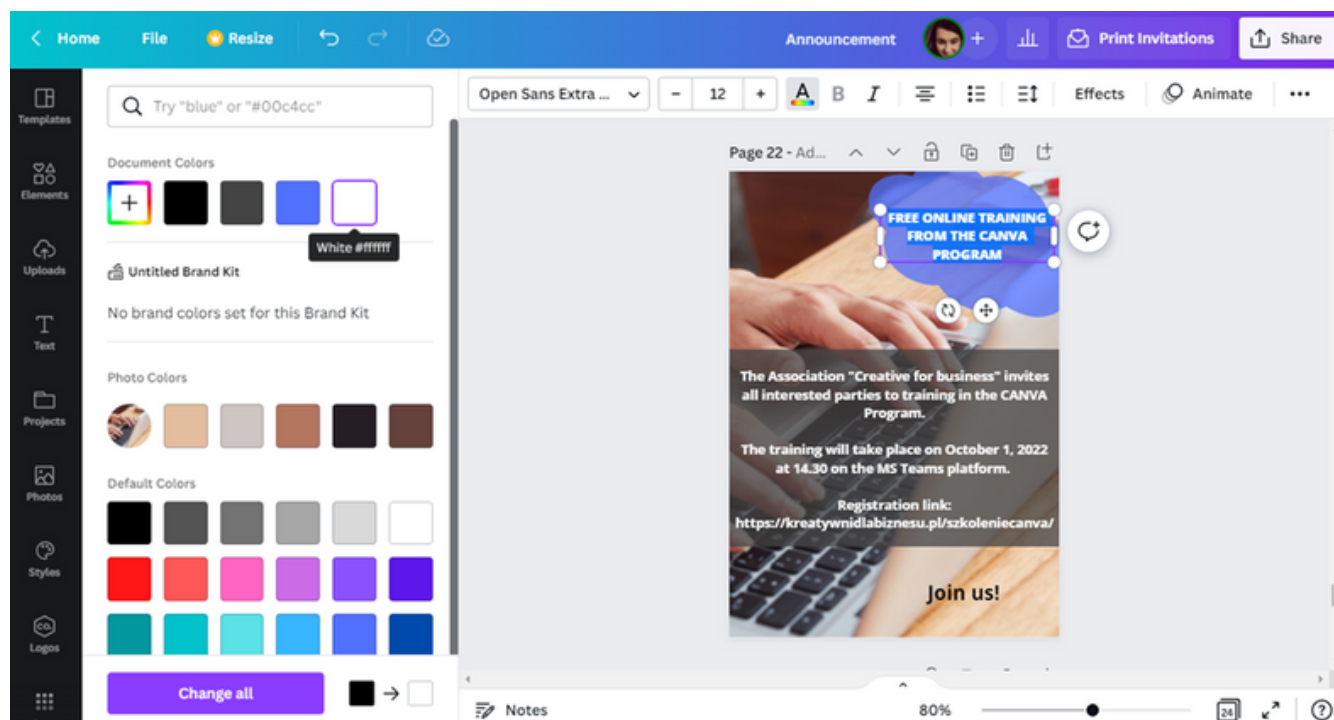 Home File Resize Announcement + Print Invitations Share
Templates
Elements
Uploads
Text
Projects
Photos
Styles
CO.
Logos
Try "blue" or "#00c4cc"
Document Colors
+
White #ffffff
Untitled Brand Kit
No brand colors set for this Brand Kit
Photo Colors
Default Colors
Change all
Open Sans Extra ... - 12 + A B I Effects Animate ...
Page 22 - Ad...
FREE ONLINE TRAINING
FROM THE CANVA
PROGRAM
The Association "Creative for business" invites
all interested parties to training in the CANVA
Program.
The training will take place on October 1, 2022
at 14.30 on the MS Teams platform.
Registration link:
https://kreatywnidlabiznesu.pl/szkoleniecanva/
Join us!
Notes 80% 24 ?